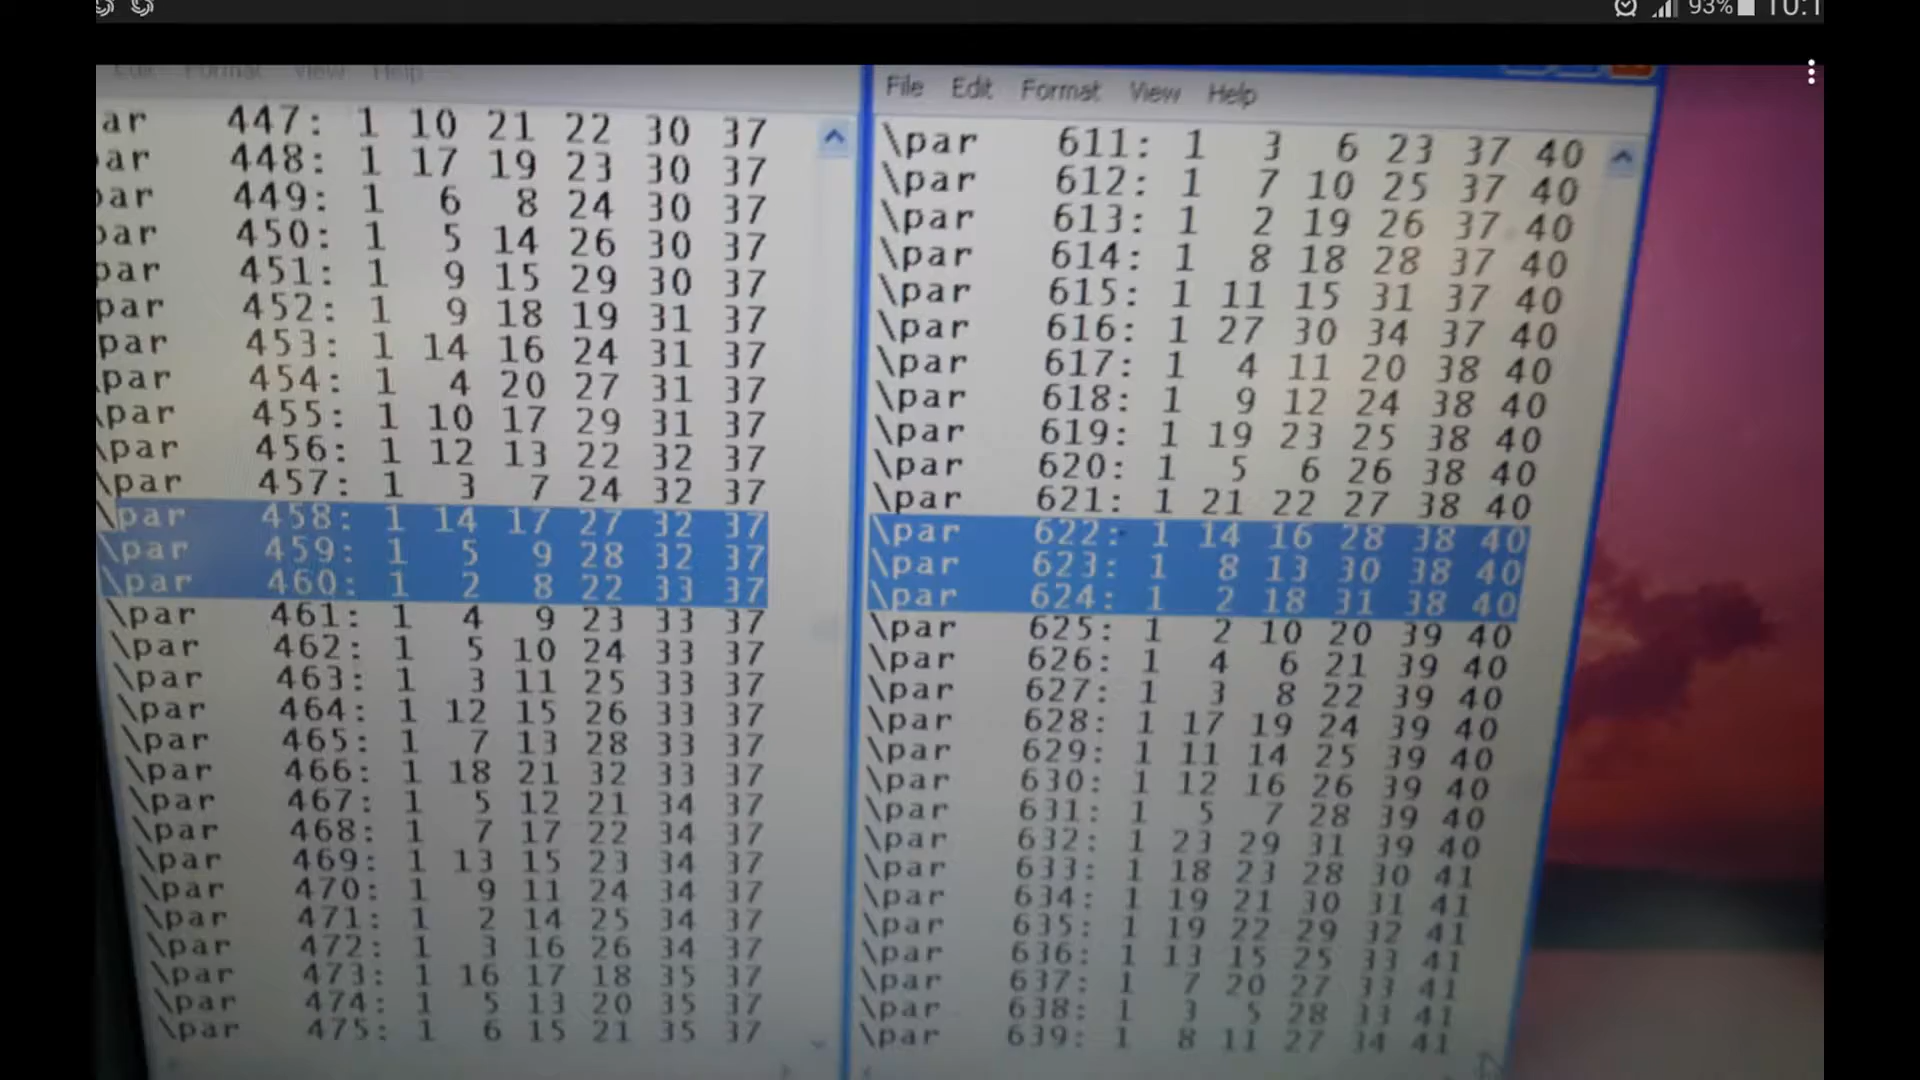 93% 10:1
Edit Format View Help
ar 447: 1 10 21 22 30 37
ar 448: 1 17 19 23 30 37
ar 449: 1 6 8 24 30 37
par 450: 1 5 14 26 30 37
par 451: 1 9 15 29 30 37
par 452: 1 9 18 19 31 37
par 453: 1 14 16 24 31 37
\par 454: 1 4 20 27 31 37
\par 455: 1 10 17 29 31 37
\par 456: 1 12 13 22 32 37
\par 457: 1 3 7 24 32 37
\par 458: 1 14 17 27 32 37
\par 459: 1 5 9 28 32 37
\par 460: 1 2 8 22 33 37
\par 461: 1 4 9 23 33 37
\par 462: 1 5 10 24 33 37
\par 463: 1 3 11 25 33 37
\par 464: 1 12 15 26 33 37
\par 465: 1 7 13 28 33 37
\par 466: 1 18 21 32 33 37
\par 467: 1 5 12 21 34 37
\par 468: 1 7 17 22 34 37
\par 469: 1 13 15 23 34 37
\par 470: 1 9 11 24 34 37
\par 471: 1 2 14 25 34 37
\par 472: 1 3 16 26 34 37
\par 473: 1 16 17 18 35 37
\par 474: 1 5 13 20 35 37
\par 475: 1 6 15 21 35 37
File Edit Format View Help
\par 611: 1 3 6 23 37 40
\par 612: 1 7 10 25 37 40
\par 613: 1 2 19 26 37 40
\par 614: 1 8 18 28 37 40
\par 615: 1 11 15 31 37 40
\par 616: 1 27 30 34 37 40
\par 617: 1 4 11 20 38 40
\par 618: 1 9 12 24 38 40
\par 619: 1 19 23 25 38 40
\par 620: 1 5 6 26 38 40
\par 621: 1 21 22 27 38 40
\par 622: 1 14 16 28 38 40
\par 623: 1 8 13 30 38 40
\par 624: 1 2 18 31 38 40
\par 625: 1 2 10 20 39 40
\par 626: 1 4 6 21 39 40
\par 627: 1 3 8 22 39 40
\par 628: 1 17 19 24 39 40
\par 629: 1 11 14 25 39 40
\par 630: 1 12 16 26 39 40
\par 631: 1 5 7 28 39 40
\par 632: 1 23 29 31 39 40
\par 633: 1 18 23 28 30 41
\par 634: 1 19 21 30 31 41
\par 635: 1 19 22 29 32 41
\par 636: 1 13 15 25 33 41
\par 637: 1 7 20 27 33 41
\par 638: 1 3 5 28 33 41
\par 639: 1 8 11 27 34 41